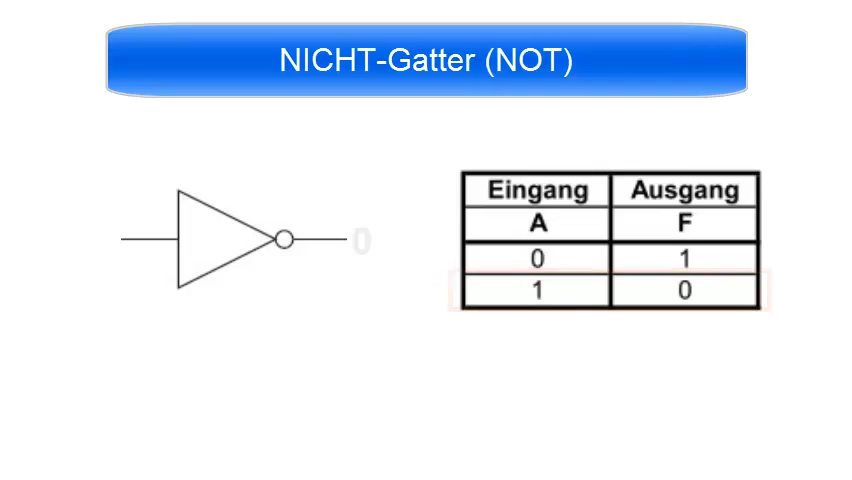 NICHT-Gatter (NOT)
0
Eingang Ausgang
A F
0 1
1 0